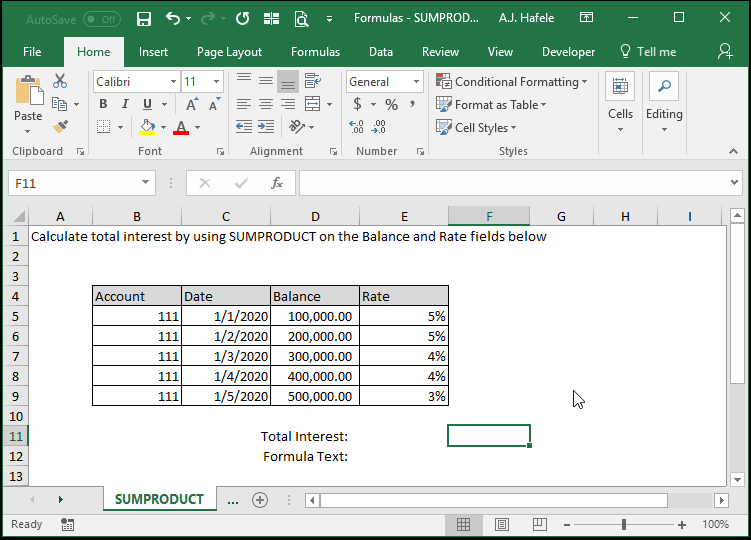 AutoSave Off Formulas - SUMPROD... A.J. Hafele
File Home Insert Page Layout Formulas Data Review View Developer Tell me
Calibri 11 General Conditional Formatting
Paste B I U A A $ % , Format as Table Cells Editing
A .00 .0 Cell Styles
Clipboard Font Alignment Number Styles
F11 fx
A B C D E F G H I
1 Calculate total interest by using SUMPRODUCT on the Balance and Rate fields below
2
3
4 Account Date Balance Rate
5 111 1/1/2020 100,000.00 5%
6 111 1/2/2020 200,000.00 5%
7 111 1/3/2020 300,000.00 4%
8 111 1/4/2020 400,000.00 4%
9 111 1/5/2020 500,000.00 3%
10
11 Total Interest:
12 Formula Text:
13
SUMPRODUCT ...
Ready 100%